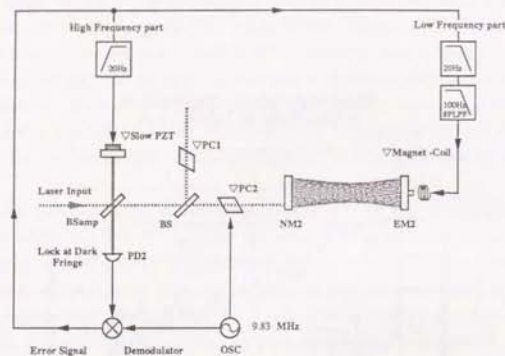 High Frequency part
Low Frequency part
20Hz
20Hz
100Hz
8PLPF
▽Slow PZT
▽PC1
▽Magnet -Coil
▽PC2
Laser Input
BSamp
BS
NM2
EM2
Lock at Dark
Fringe
PD2
9.83 MHz
Error Signal
Demodulator
OSC